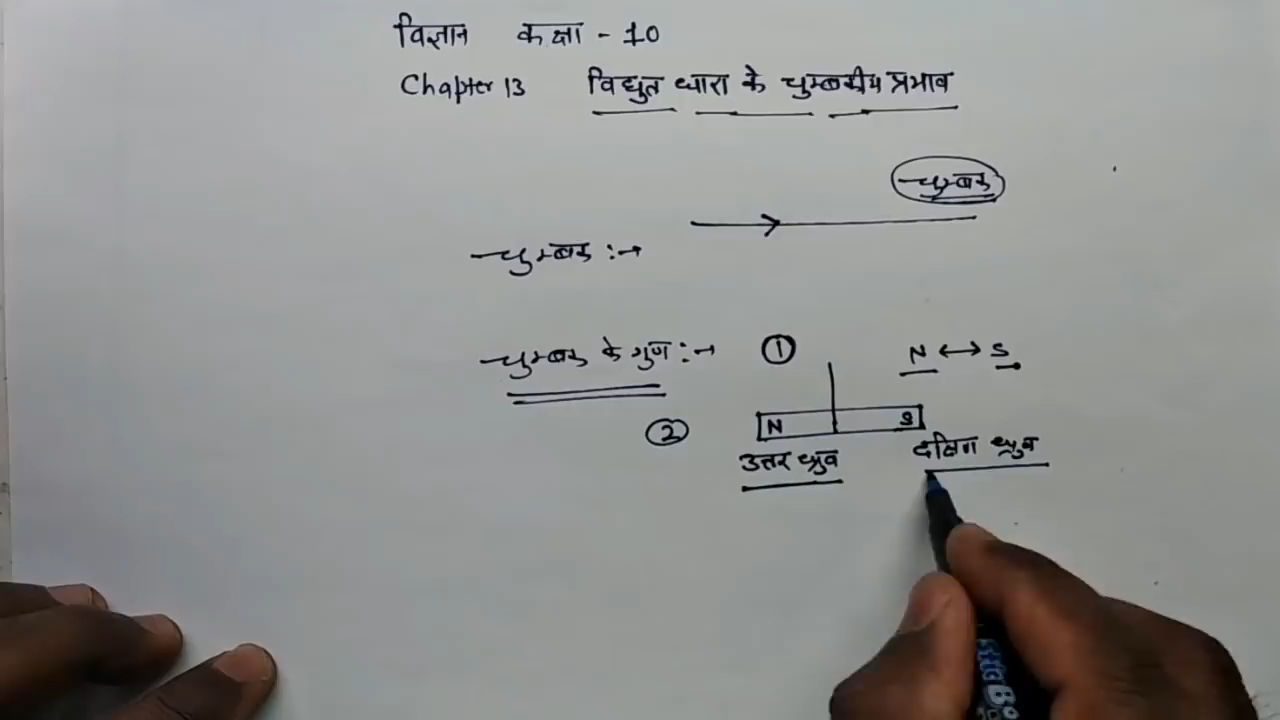 विज्ञान कक्षा - 10
Chapter 13 विद्युत धारा के चुम्बकीय प्रभाव
चुम्बक
चुम्बक :→
चुम्बक के गुण :→ ① N ↔ S
② N S
उत्तर ध्रुव दक्षिण ध्रुव